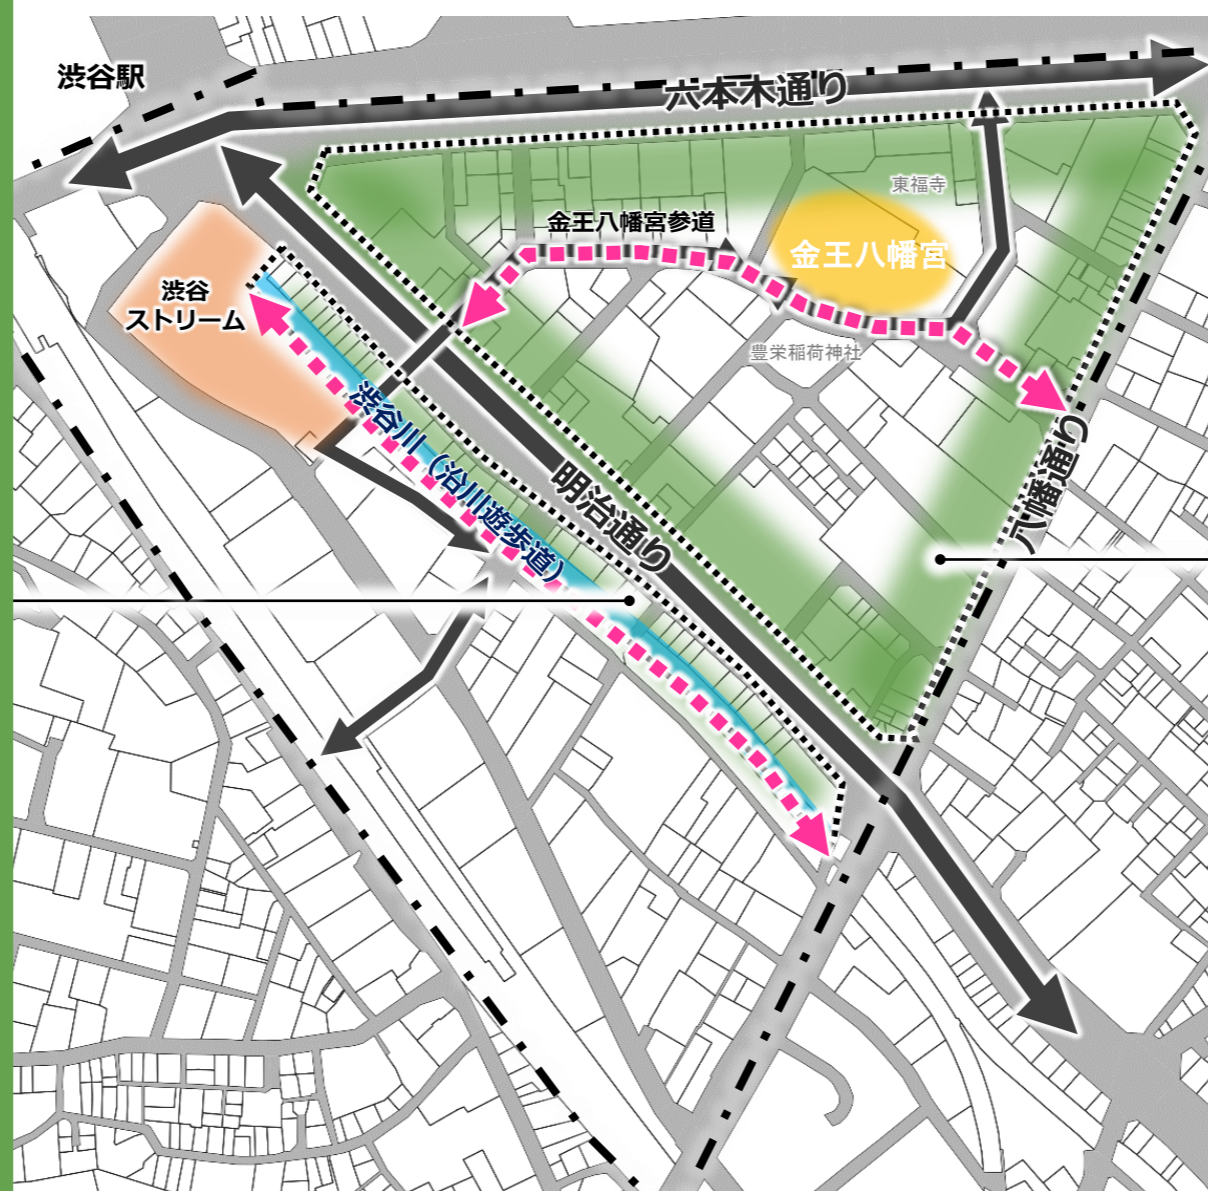 渋谷駅
六本木通り
東福寺
金王八幡宮参道
金王八幡宮
渋谷
ストリーム
豊栄稲荷神社
渋谷川（沿川遊歩道）
明治通り
八幡通り